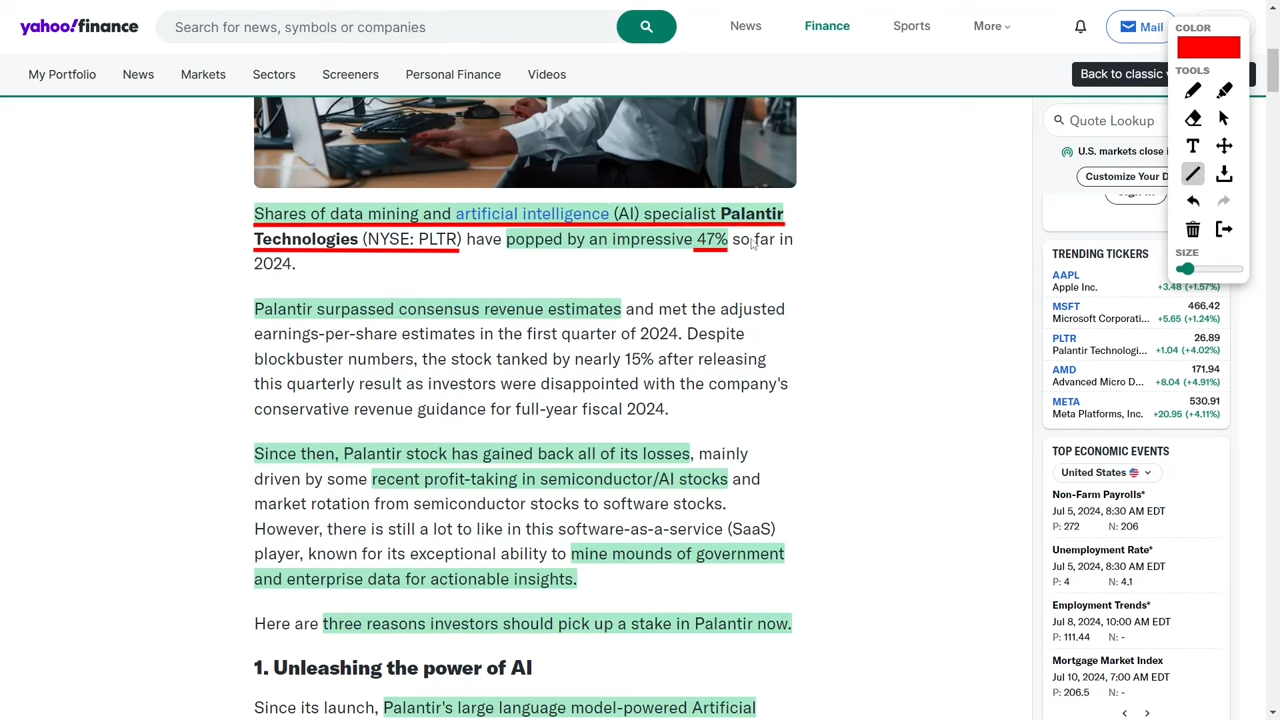 yahoo!finance
Search for news, symbols or companies
News
Finance
Sports
More
Mail
My Portfolio
News
Markets
Sectors
Screeners
Personal Finance
Videos
Back to classic
COLOR
TOOLS
T
SIZE
Shares of data mining and artificial intelligence (AI) specialist Palantir
Technologies (NYSE: PLTR) have popped by an impressive 47% so far in
2024.
Palantir surpassed consensus revenue estimates and met the adjusted
earnings-per-share estimates in the first quarter of 2024. Despite
blockbuster numbers, the stock tanked by nearly 15% after releasing
this quarterly result as investors were disappointed with the company's
conservative revenue guidance for full-year fiscal 2024.
Since then, Palantir stock has gained back all of its losses, mainly
driven by some recent profit-taking in semiconductor/AI stocks and
market rotation from semiconductor stocks to software stocks.
However, there is still a lot to like in this software-as-a-service (SaaS)
player, known for its exceptional ability to mine mounds of government
and enterprise data for actionable insights.
Here are three reasons investors should pick up a stake in Palantir now.
1. Unleashing the power of AI
Since its launch, Palantir's large language model-powered Artificial
Quote Lookup
U.S. markets close i
Customize Your D
TRENDING TICKERS
AAPL
Apple Inc. +3.48 (+1.57%)
MSFT 466.42
Microsoft Corporati... +5.65 (+1.24%)
PLTR 26.89
Palantir Technologi... +1.04 (+4.02%)
AMD 171.94
Advanced Micro D... +8.04 (+4.91%)
META 530.91
Meta Platforms, Inc. +20.95 (+4.11%)
TOP ECONOMIC EVENTS
United States
Non-Farm Payrolls*
Jul 5, 2024, 8:30 AM EDT
P: 272 N: 206
Unemployment Rate*
Jul 5, 2024, 8:30 AM EDT
P: 4 N: 4.1
Employment Trends*
Jul 8, 2024, 10:00 AM EDT
P: 111.44 N: -
Mortgage Market Index
Jul 10, 2024, 7:00 AM EDT
P: 206.5 N: -